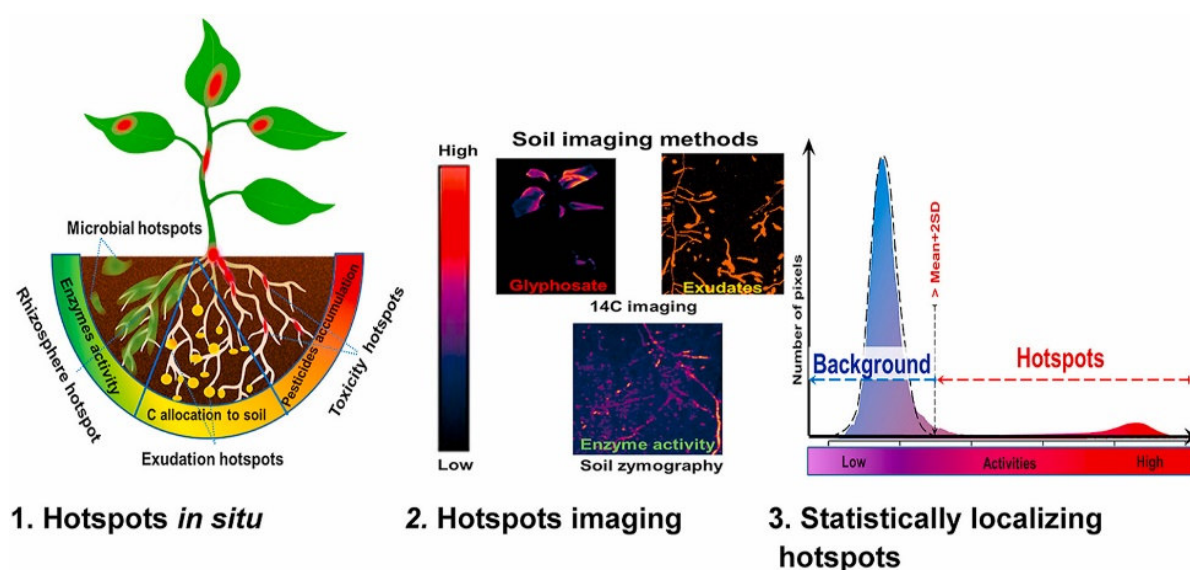 Microbial hotspots
Enzymes activity
Rhizosphere hotspot
C allocation to soil
Pesticides accumulation
Toxicity hotspots
Exudation hotspots
1. Hotspots in situ
Soil imaging methods
High
Low
Glyphosate
Exudates
14C imaging
Enzyme activity
Soil zymography
2. Hotspots imaging
Number of pixels
> Mean+2SD
Background
Hotspots
Low
Activities
High
3. Statistically localizing
hotspots